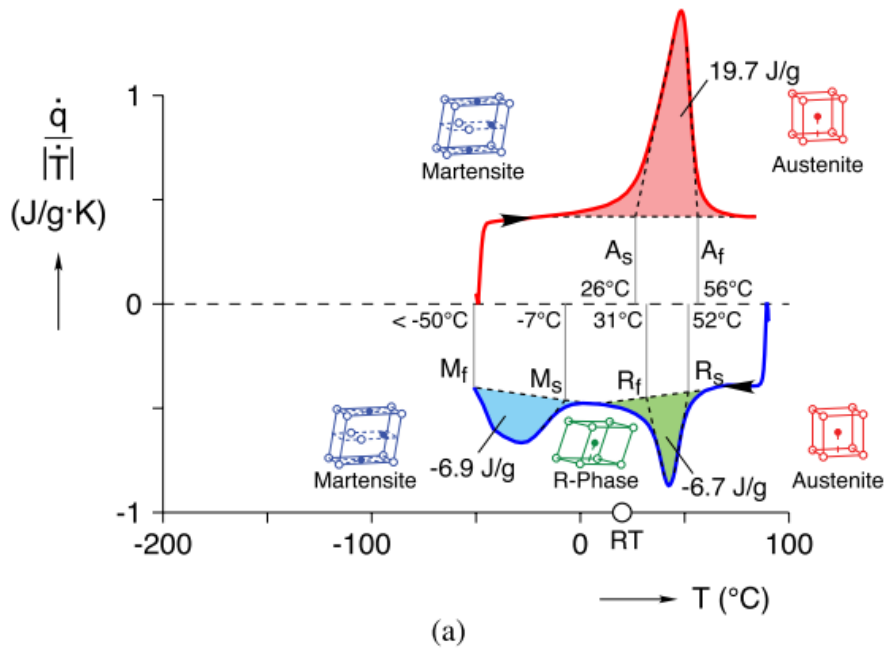 1
19.7 J/g
q̇
|Ṫ|
(J/g·K)
Martensite
Austenite
A_s
A_f
26°C
56°C
0
< -50°C
-7°C
31°C
52°C
M_f
M_s
R_f
R_s
-6.9 J/g
Martensite
R-Phase
-6.7 J/g
Austenite
-1
-200
-100
0
RT
100
T (°C)
(a)